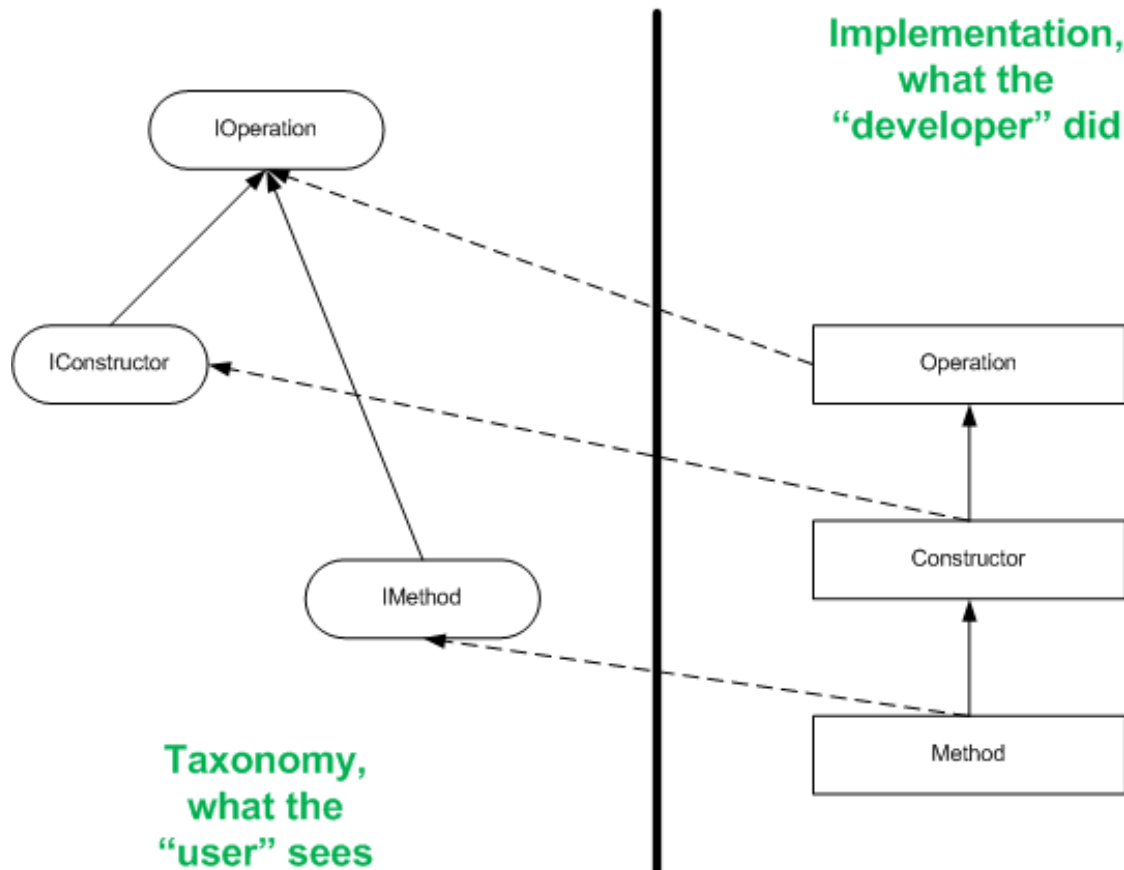 Implementation,
what the
“developer” did
IOperation
IConstructor
Operation
Constructor
IMethod
Method
Taxonomy,
what the
“user” sees